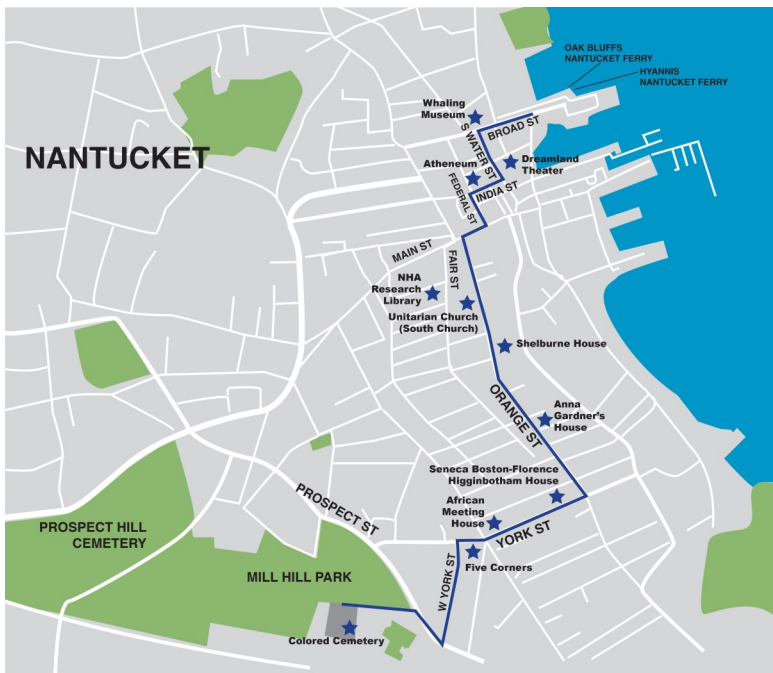 OAK BLUFFS
NANTUCKET FERRY
HYANNIS
NANTUCKET FERRY
Whaling
Museum
BROAD ST
S WATER ST
NANTUCKET
Dreamland
Theater
Atheneum
INDIA ST
FEDERAL ST
MAIN ST
FAIR ST
NHA
Research
Library
Unitarian Church
(South Church)
Shelburne House
ORANGE ST
Anna
Gardner's
House
Seneca Boston-Florence
Higginbotham House
African
Meeting
House
PROSPECT ST
YORK ST
PROSPECT HILL
CEMETERY
Five Corners
W YORK ST
MILL HILL PARK
Colored Cemetery